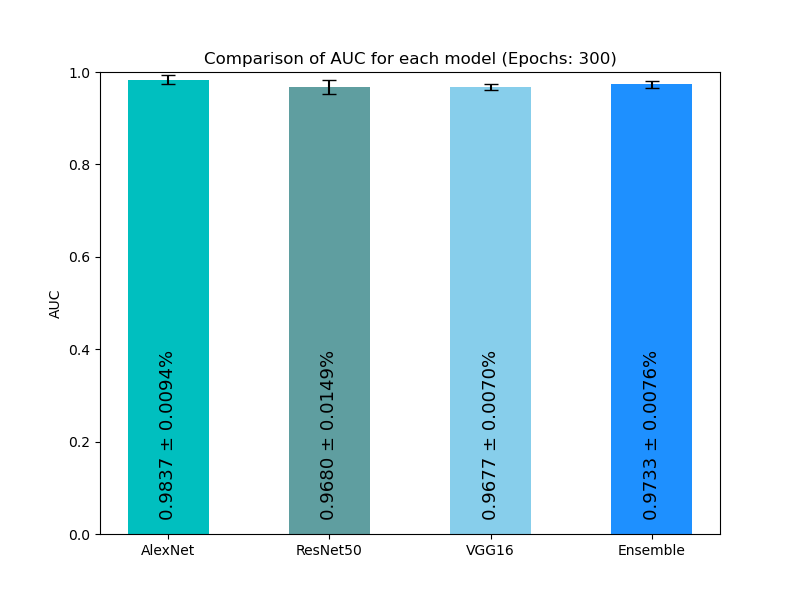 Comparison of AUC for each model (Epochs: 300)
1.0
0.8
0.6
0.4
0.2
0.0
AUC
0.9837 ± 0.0094%
0.9680 ± 0.0149%
0.9677 ± 0.0070%
0.9733 ± 0.0076%
AlexNet
ResNet50
VGG16
Ensemble